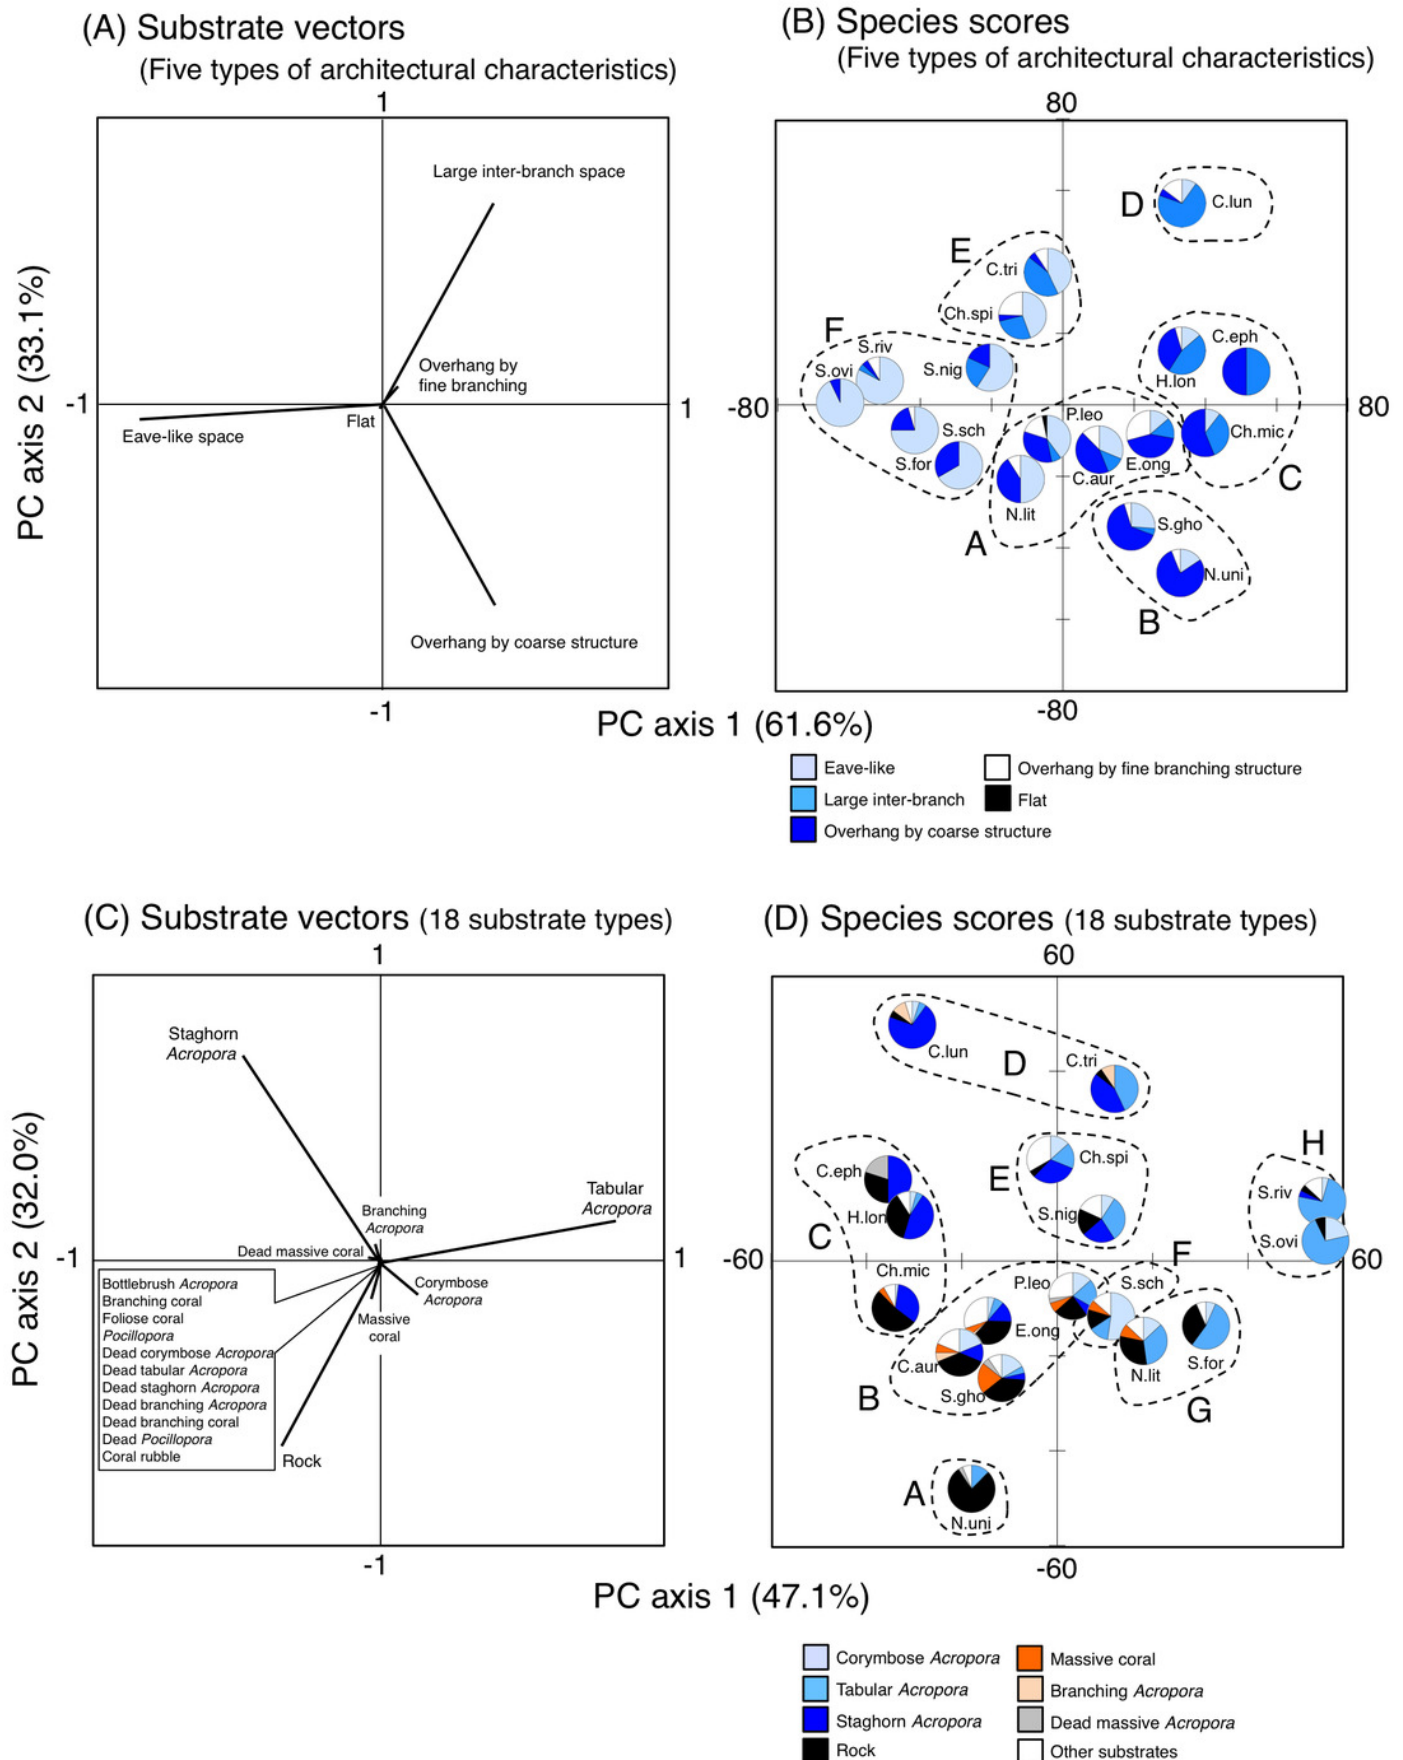 (A) Substrate vectors
(Five types of architectural characteristics)
1
Large inter-branch space
Overhang by
fine branching
-1
Flat
1
Eave-like space
Overhang by coarse structure
-1
PC axis 2 (33.1%)
(B) Species scores
(Five types of architectural characteristics)
80
D
C.lun
E
C.tri
Ch.spi
F
S.riv
S.ovi
S.nig
C.eph
H.lon
-80
80
P.leo
S.sch
Ch.mic
S.for
C.aur
E.ong
C
N.lit
A
S.gho
N.uni
B
-80
PC axis 1 (61.6%)
Eave-like
Overhang by fine branching structure
Large inter-branch
Flat
Overhang by coarse structure
(C) Substrate vectors (18 substrate types)
1
Staghorn
Acropora
Tabular
Acropora
Branching
Acropora
Dead massive coral
-1
1
Corymbose
Acropora
Massive
coral
Bottlebrush Acropora
Branching coral
Foliose coral
Pocillopora
Dead corymbose Acropora
Dead tabular Acropora
Dead staghorn Acropora
Dead branching Acropora
Dead branching coral
Dead Pocillopora
Coral rubble
Rock
-1
PC axis 2 (32.0%)
(D) Species scores (18 substrate types)
60
C.lun
D
C.tri
C.eph
Ch.spi
E
H
S.riv
H.lon
S.nig
C
S.ovi
-60
60
Ch.mic
P.leo
S.sch
F
E.ong
C.aur
N.lit
S.for
B
S.gho
G
A
N.uni
-60
PC axis 1 (47.1%)
Corymbose Acropora
Massive coral
Tabular Acropora
Branching Acropora
Staghorn Acropora
Dead massive Acropora
Rock
Other substrates